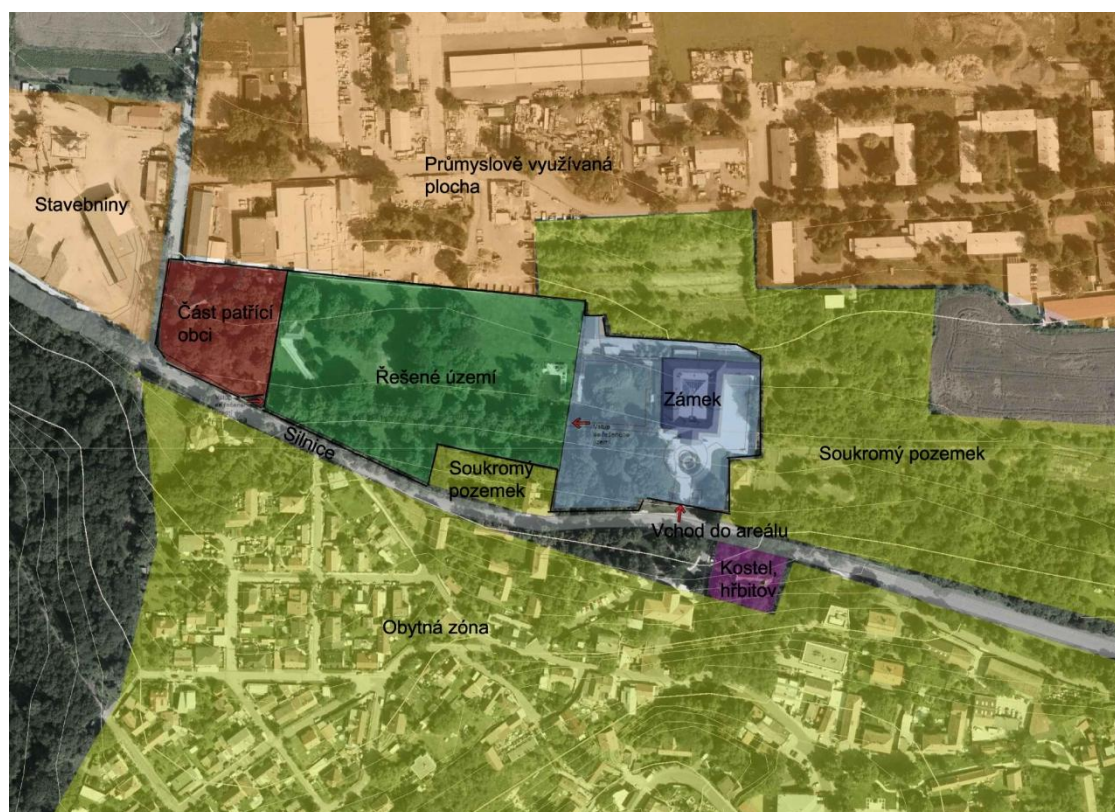 Průmyslově využívaná
plocha
Stavebniny
Část patřící
obci
Řešené území
Zámek
Silnice
Soukromý
pozemek
Soukromý pozemek
Vchod do areálu
Kostel,
hřbitov
Obytná zóna